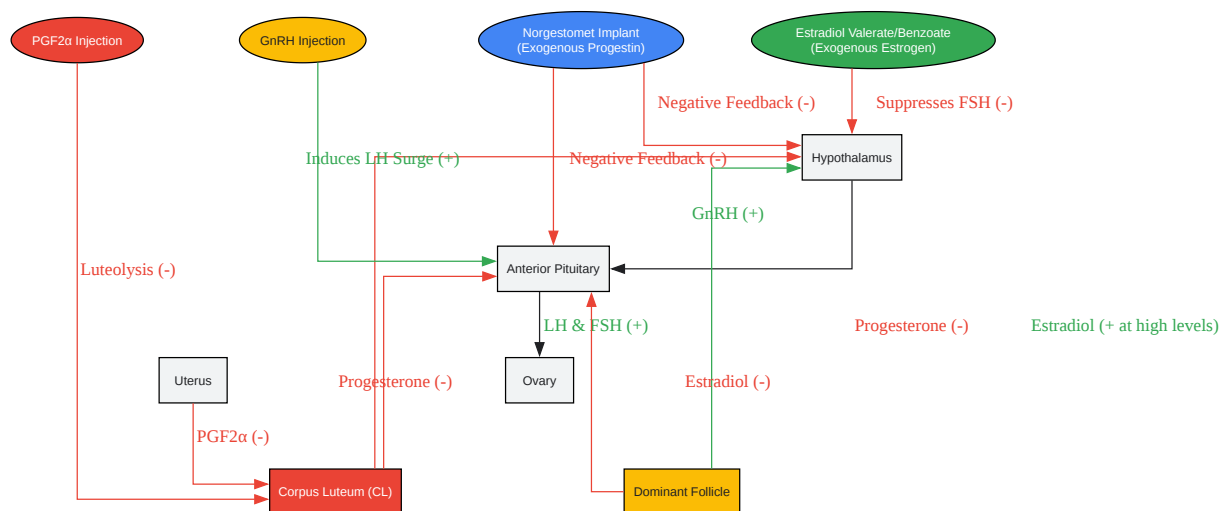 PGF2α Injection
GnRH Injection
Norgestomet Implant
(Exogenous Progestin)
Estradiol Valerate/Benzoate
(Exogenous Estrogen)
Negative Feedback (-)
Suppresses FSH (-)
Induces LH Surge (+)
Negative Feedback (-)
Hypothalamus
GnRH (+)
Luteolysis (-)
Anterior Pituitary
LH & FSH (+)
Progesterone (-)
Estradiol (+ at high levels)
Uterus
Progesterone (-)
Ovary
Estradiol (-)
PGF2α (-)
Corpus Luteum (CL)
Dominant Follicle